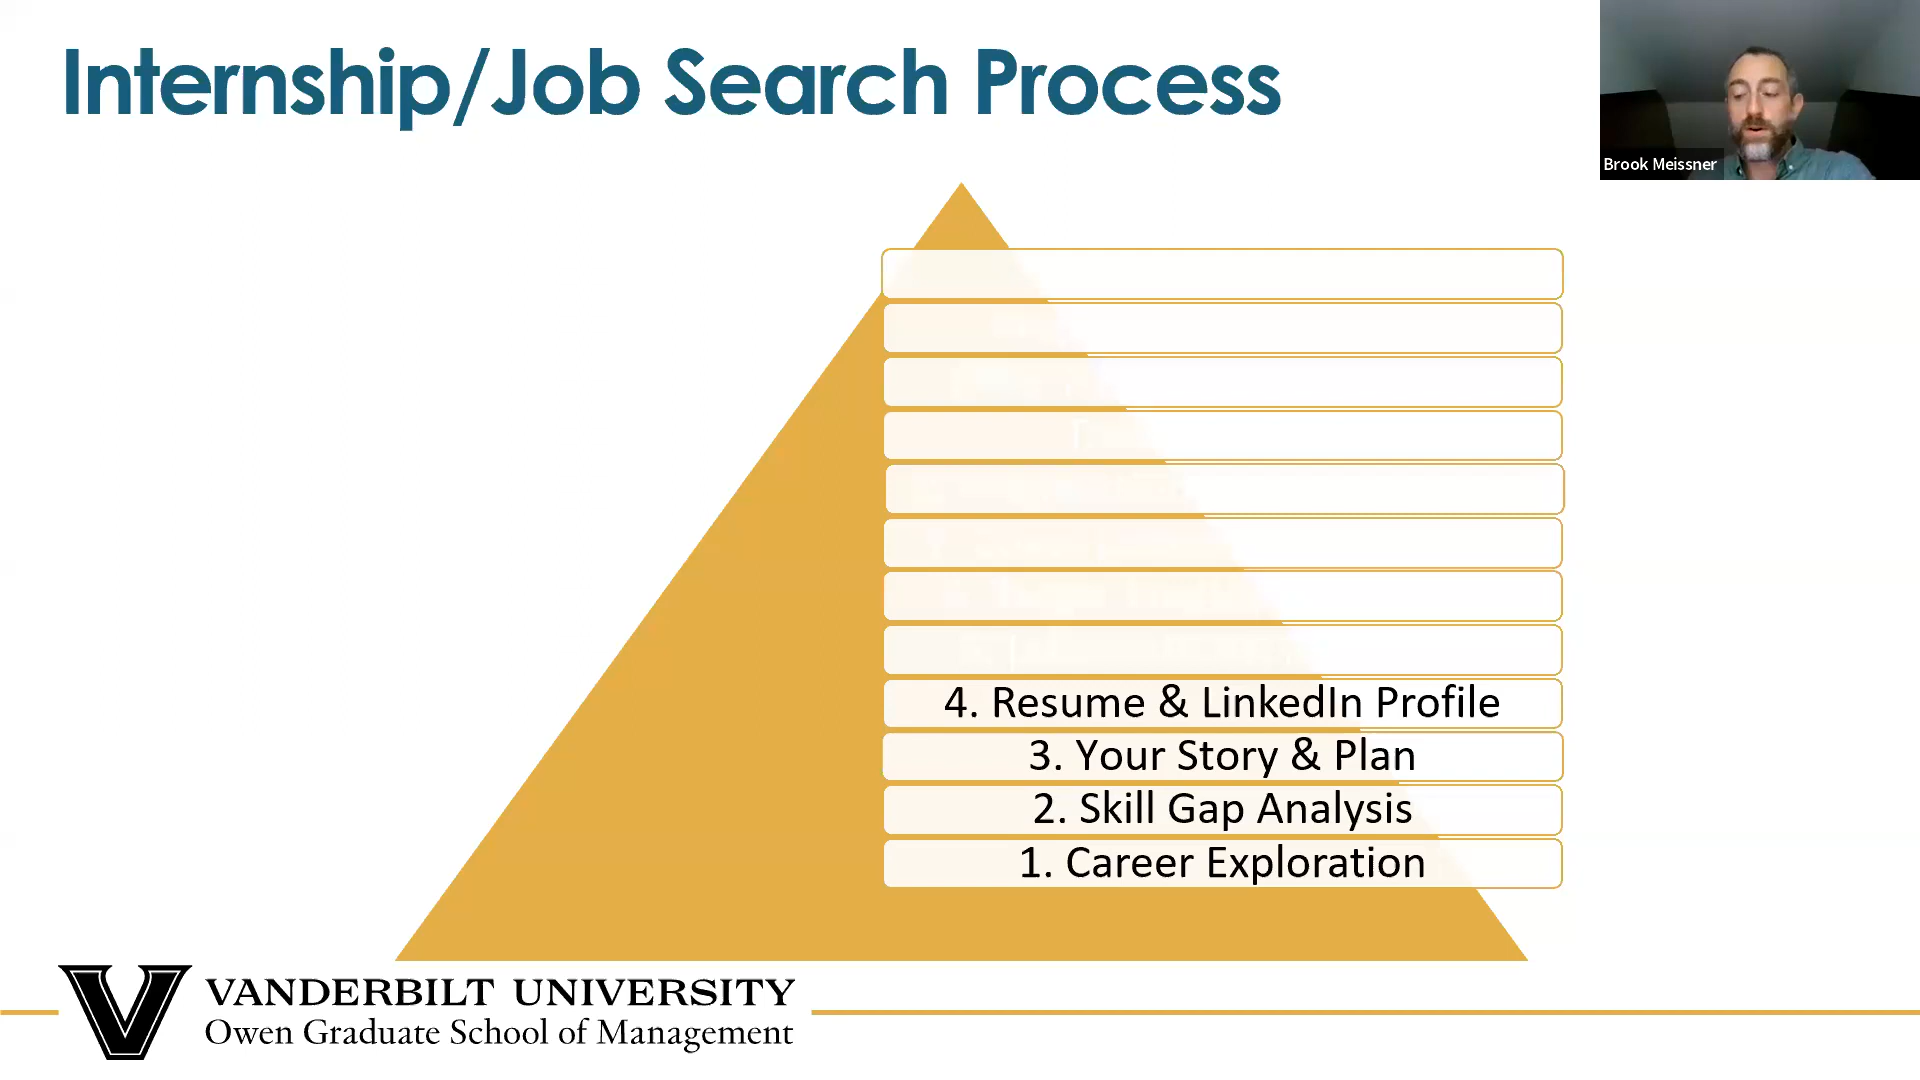 Internship/Job Search Process
Brook Meissner
4. Resume & LinkedIn Profile
3. Your Story & Plan
2. Skill Gap Analysis
1. Career Exploration
VANDERBILT UNIVERSITY
Owen Graduate School of Management